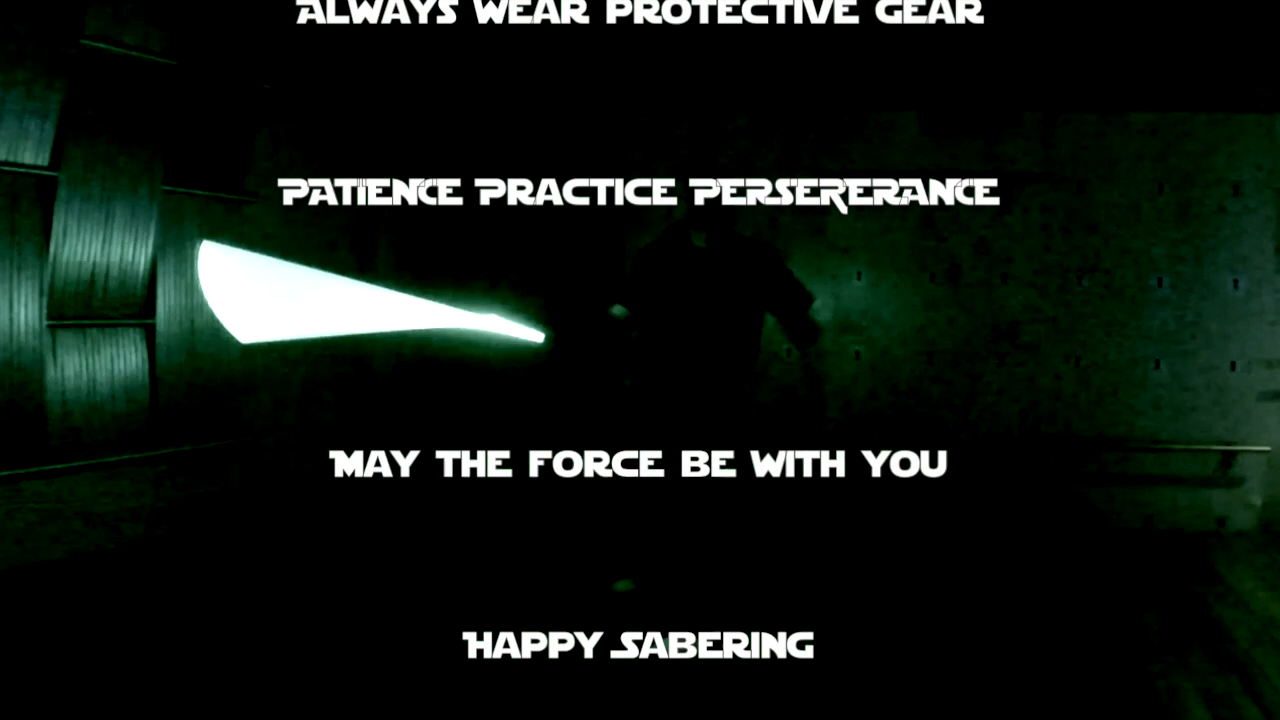 ALWAYS WEAR PROTECTIVE GEAR
PATIENCE PRACTICE PERSERERANCE
MAY THE FORCE BE WITH YOU
HAPPY SABERING